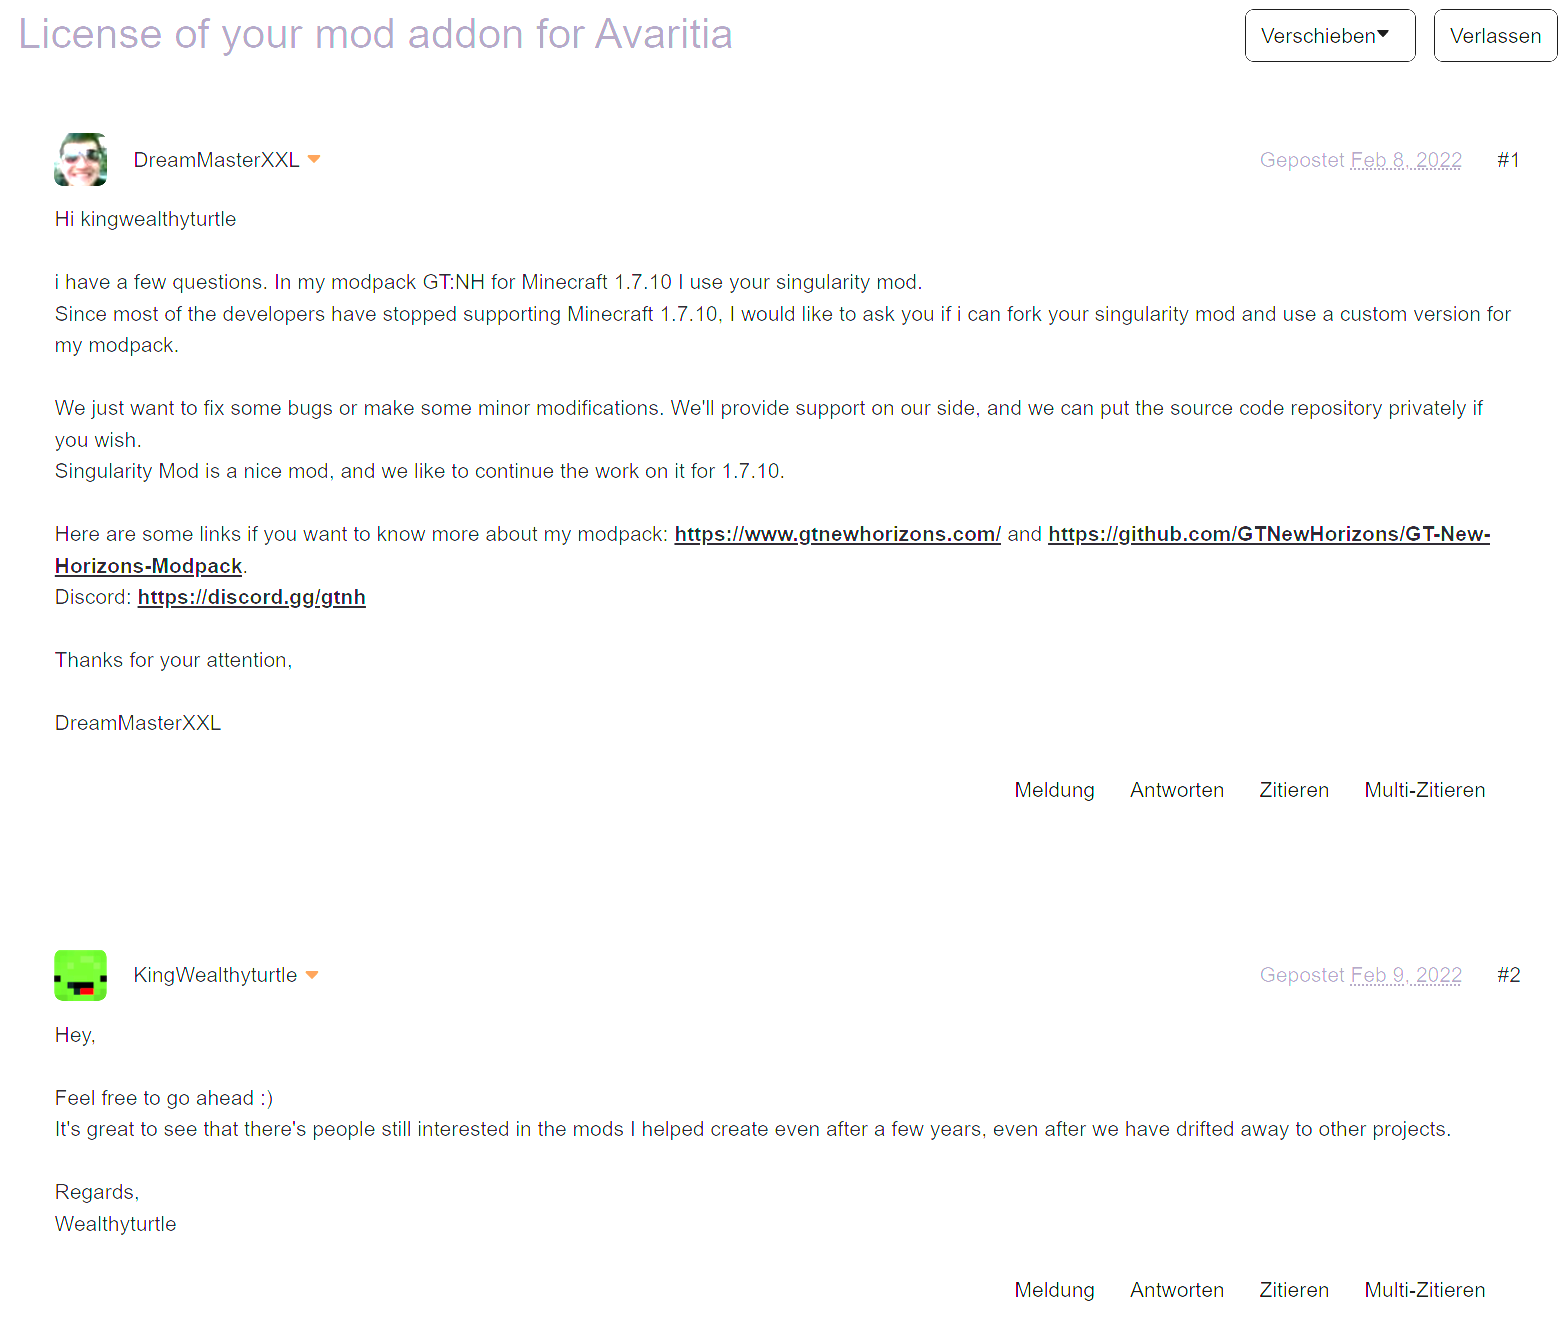 License of your mod addon for Avaritia
Verschieben
Verlassen
DreamMasterXXL
Gepostet Feb 8, 2022
#1
Hi kingwealthyturtle
i have a few questions. In my modpack GT:NH for Minecraft 1.7.10 I use your singularity mod.
Since most of the developers have stopped supporting Minecraft 1.7.10, I would like to ask you if i can fork your singularity mod and use a custom version for
my modpack.
We just want to fix some bugs or make some minor modifications. We'll provide support on our side, and we can put the source code repository privately if
you wish.
Singularity Mod is a nice mod, and we like to continue the work on it for 1.7.10.
Here are some links if you want to know more about my modpack: https://www.gtnewhorizons.com/ and https://github.com/GTNewHorizons/GT-New-
Horizons-Modpack.
Discord: https://discord.gg/gtnh
Thanks for your attention,
DreamMasterXXL
Meldung Antworten Zitieren Multi-Zitieren
KingWealthyturtle
Gepostet Feb 9, 2022
#2
Hey,
Feel free to go ahead :)
It's great to see that there's people still interested in the mods I helped create even after a few years, even after we have drifted away to other projects.
Regards,
Wealthyturtle
Meldung Antworten Zitieren Multi-Zitieren